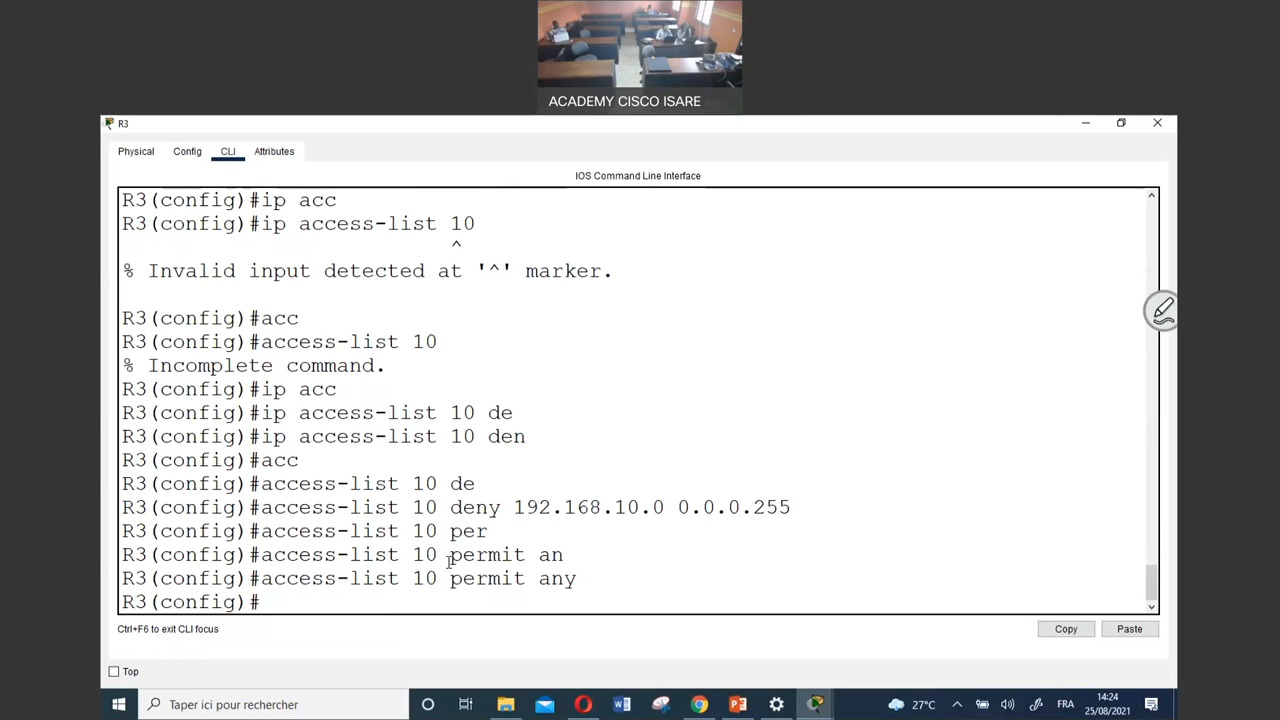 ACADEMY CISCO ISARE
R3
Physical Config CLI Attributes
IOS Command Line Interface
R3(config)#ip acc
R3(config)#ip access-list 10
^
% Invalid input detected at '^' marker.
R3(config)#acc
R3(config)#access-list 10
% Incomplete command.
R3(config)#ip acc
R3(config)#ip access-list 10 de
R3(config)#ip access-list 10 den
R3(config)#acc
R3(config)#access-list 10 de
R3(config)#access-list 10 deny 192.168.10.0 0.0.0.255
R3(config)#access-list 10 per
R3(config)#access-list 10 permit an
R3(config)#access-list 10 permit any
R3(config)#
Ctrl+F6 to exit CLI focus
Copy Paste
Top
Taper ici pour rechercher
27°C
FRA
14:24
25/08/2021